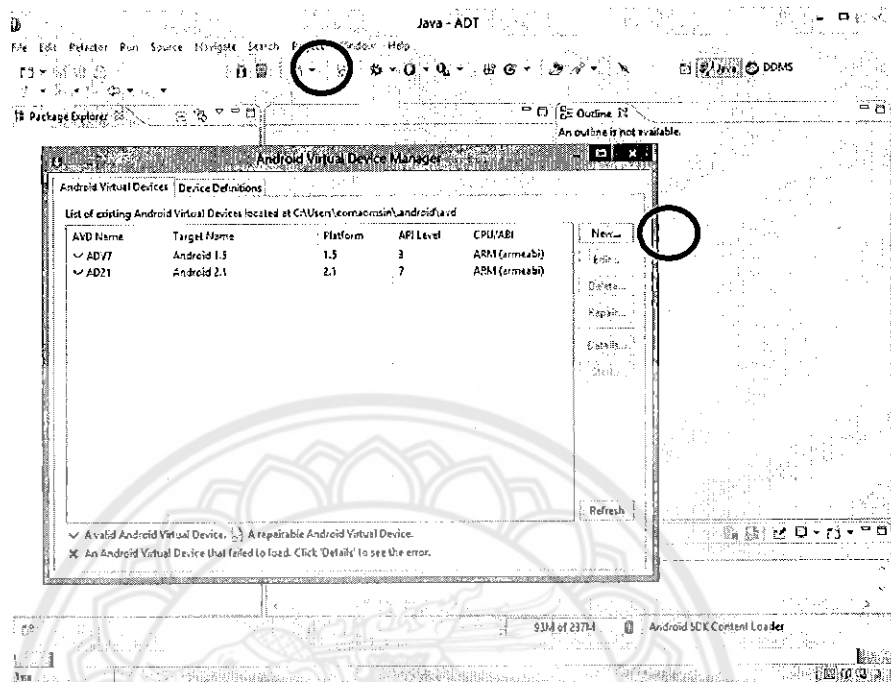 Java - ADT
File Edit Refactor Run Source Navigate Search Project Window Help
Java DDMS
Package Explorer
Outline
An outline is not available.
Android Virtual Device Manager
Android Virtual Devices Device Definitions
List of existing Android Virtual Devices located at C:\Users\comaomsin\.android\avd
AVD Name Target Name Platform API Level CPU/ABI
ADV7 Android 1.5 1.5 3 ARM (armeabi)
AD21 Android 2.1 2.1 7 ARM (armeabi)
New...
Edit...
Delete...
Repair...
Details...
Start...
Refresh
A valid Android Virtual Device. A repairable Android Virtual Device.
An Android Virtual Device that failed to load. Click 'Details' to see the error.
93M of 237M Android SDK Content Loader